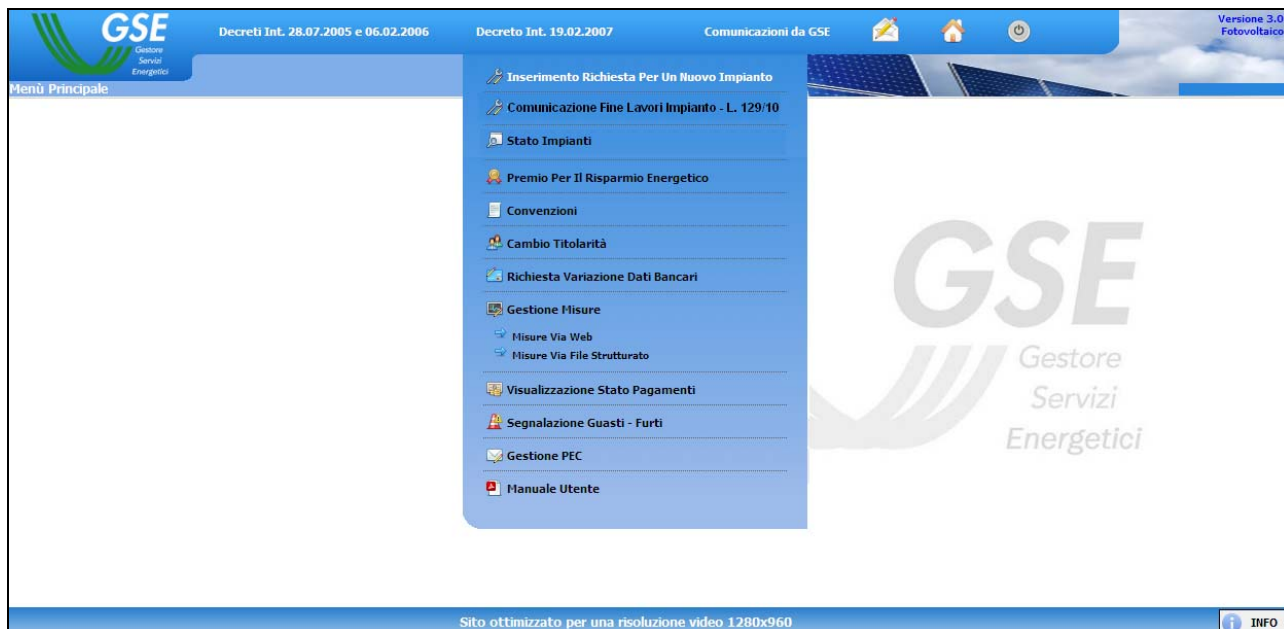 GSE
Gestore
Servizi
Energetici
Decreti Int. 28.07.2005 e 06.02.2006
Decreto Int. 19.02.2007
Comunicazioni da GSE
Versione 3.0
Fotovoltaico
Menù Principale
Inserimento Richiesta Per Un Nuovo Impianto
Comunicazione Fine Lavori Impianto - L. 129/10
Stato Impianti
Premio Per Il Risparmio Energetico
Convenzioni
Cambio Titolarità
Richiesta Variazione Dati Bancari
Gestione Misure
Misure Via Web
Misure Via File Strutturato
Visualizzazione Stato Pagamenti
Segnalazione Guasti - Furti
Gestione PEC
Manuale Utente
GSE
Gestore
Servizi
Energetici
Sito ottimizzato per una risoluzione video 1280x960
INFO